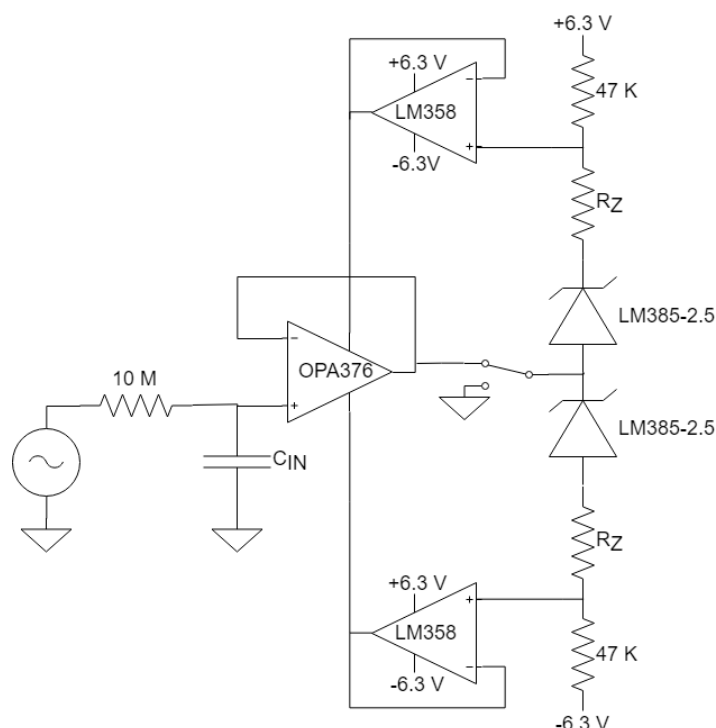 +6.3 V
+6.3 V
47 K
−
LM358
+
-6.3V
RZ
LM385-2.5
−
OPA376
10 M
+
LM385-2.5
CIN
RZ
+6.3 V
+
LM358
47 K
−
-6.3 V
-6.3 V